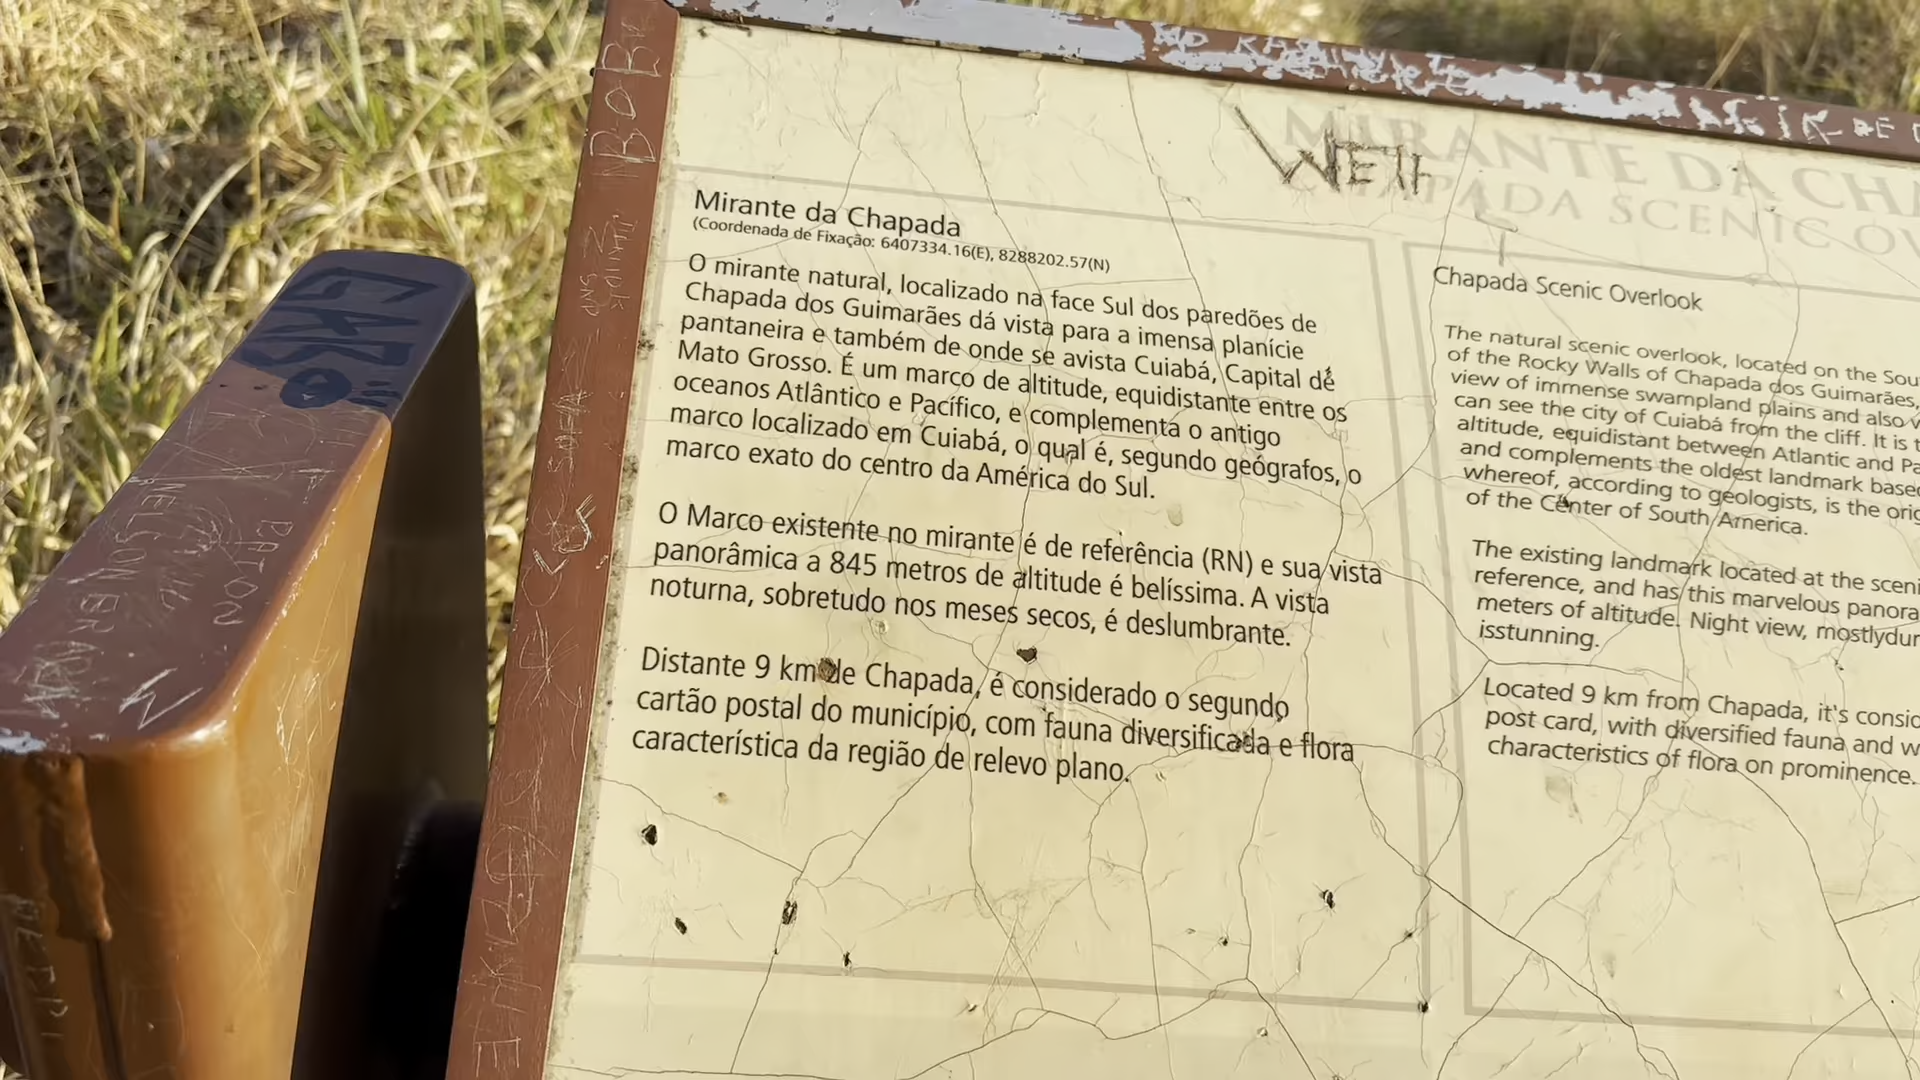 MIRANTE DA CHA
CHAPADA SCENIC OV
WETI
Mirante da Chapada
(Coordenada de Fixação: 6407334.16(E), 8288202.57(N)
O mirante natural, localizado na face Sul dos paredões de
Chapada dos Guimarães dá vista para a imensa planície
pantaneira e também de onde se avista Cuiabá, Capital de
Mato Grosso. É um marco de altitude, equidistante entre os
oceanos Atlântico e Pacífico, e complementa o antigo
marco localizado em Cuiabá, o qual é, segundo geógrafos, o
marco exato do centro da América do Sul.
O Marco existente no mirante é de referência (RN) e sua vista
panorâmica a 845 metros de altitude é belíssima. A vista
noturna, sobretudo nos meses secos, é deslumbrante.
Distante 9 km de Chapada, é considerado o segundo
cartão postal do município, com fauna diversificada e flora
característica da região de relevo plano.
Chapada Scenic Overlook
The natural scenic overlook, located on the Sou
of the Rocky Walls of Chapada dos Guimarães,
view of immense swampland plains and also v
can see the city of Cuiabá from the cliff. It is t
altitude, equidistant between Atlantic and Pa
and complements the oldest landmark base
whereof, according to geologists, is the orig
of the Center of South America.
The existing landmark located at the sceni
reference, and has this marvelous panora
meters of altitude. Night view, mostlydur
isstunning.
Located 9 km from Chapada, it's consid
post card, with diversified fauna and w
characteristics of flora on prominence.
NELSON